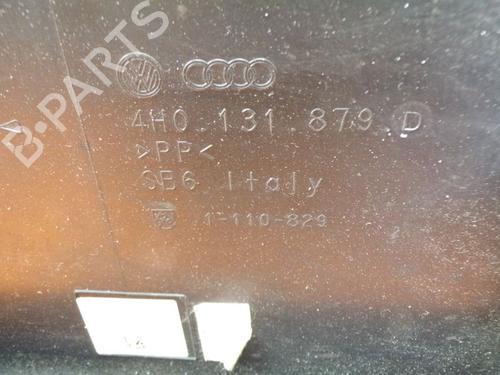 B-PARTS
4H0.131.879 D
>PP<
SB6 Italy
1-110-829